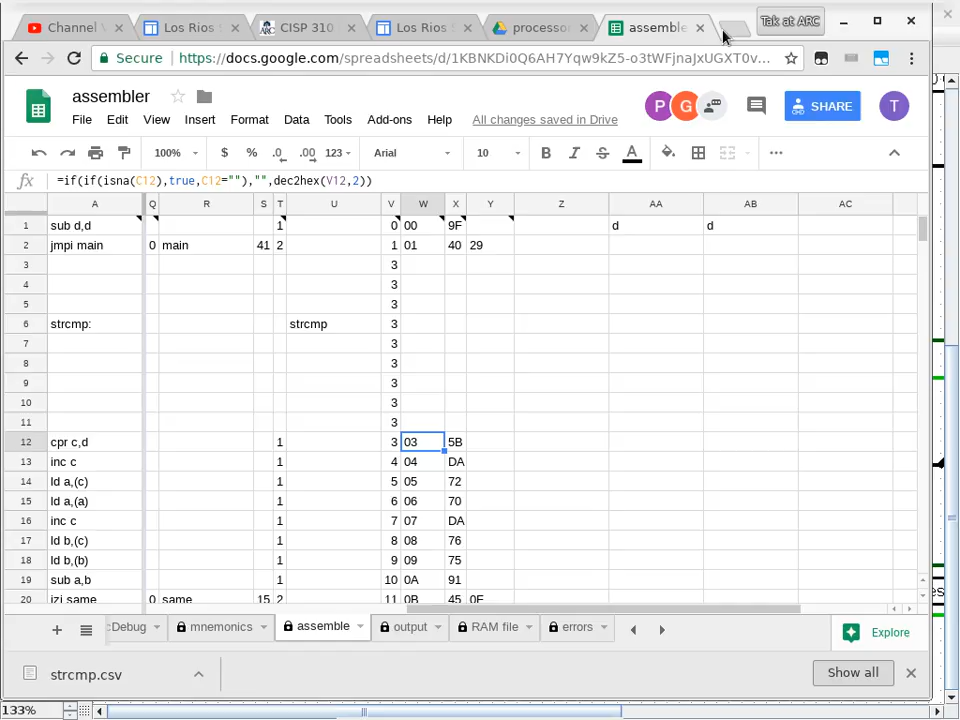 Channel V
Los Rios
CISP 310
Los Rios
processor
assemble
Tak at ARC
Secure https://docs.google.com/spreadsheets/d/1KBNKDi0Q6AH7Yqw9kZ5-o3tWFjnaJxUGXT0v...
assembler
SHARE
P G T
File Edit View Insert Format Data Tools Add-ons Help All changes saved in Drive
100% $ % .0 .00 123 Arial 10 B I S A
fx =if(if(isna(C12),true,C12=""),"",dec2hex(V12,2))
A Q R S T U V W X Y Z AA AB AC
1 sub d,d 1 0 00 9F d d
2 jmpi main 0 main 41 2 1 01 40 29
3 3
4 3
5 3
6 strcmp: strcmp 3
7 3
8 3
9 3
10 3
11 3
12 cpr c,d 1 3 03 5B
13 inc c 1 4 04 DA
14 ld a,(c) 1 5 05 72
15 ld a,(a) 1 6 06 70
16 inc c 1 7 07 DA
17 ld b,(c) 1 8 08 76
18 ld b,(b) 1 9 09 75
19 sub a,b 1 10 0A 91
20 jzi same 0 same 15 2 11 0B 45 0F
cDebug mnemonics assemble output RAM file errors Explore
strcmp.csv Show all
133%